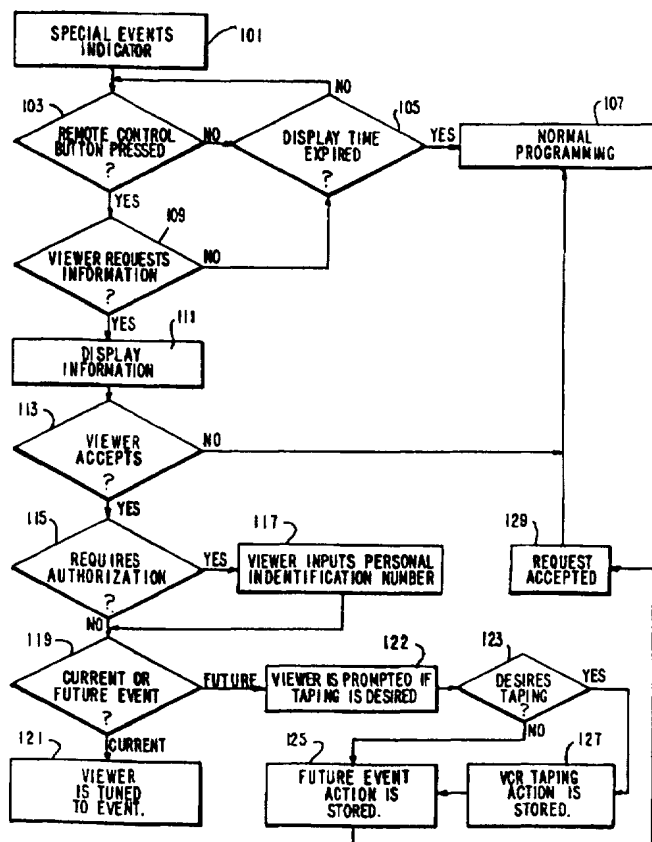 SPECIAL EVENTS
INDICATOR
101
NO
103
REMOTE CONTROL
BUTTON PRESSED
?
NO
105
DISPLAY TIME
EXPIRED
?
YES
107
NORMAL
PROGRAMMING
YES
109
VIEWER REQUESTS
INFORMATION
?
NO
YES
111
DISPLAY
INFORMATION
113
VIEWER
ACCEPTS
?
NO
YES
115
REQUIRES
AUTHORIZATION
?
YES
117
VIEWER INPUTS PERSONAL
INDENTIFICATION NUMBER
129
REQUEST
ACCEPTED
NO
119
CURRENT OR
FUTURE EVENT
?
FUTURE
122
VIEWER IS PROMPTED IF
TAPING IS DESIRED
123
DESIRES
TAPING
?
YES
NO
CURRENT
121
VIEWER
IS TUNED
TO EVENT.
125
FUTURE EVENT
ACTION IS
STORED.
127
VCR TAPING
ACTION IS
STORED.